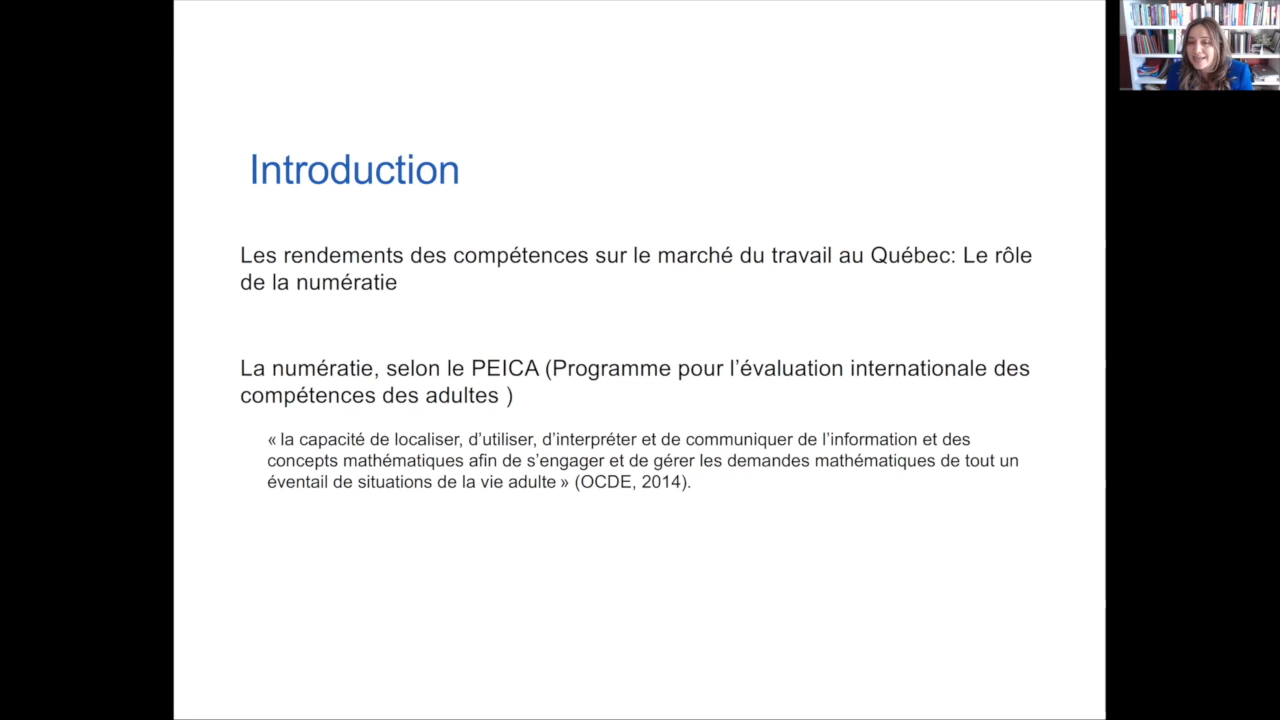 Introduction
Les rendements des compétences sur le marché du travail au Québec: Le rôle
de la numératie
La numératie, selon le PEICA (Programme pour l’évaluation internationale des
compétences des adultes )
« la capacité de localiser, d’utiliser, d’interpréter et de communiquer de l’information et des
concepts mathématiques afin de s’engager et de gérer les demandes mathématiques de tout un
éventail de situations de la vie adulte » (OCDE, 2014).